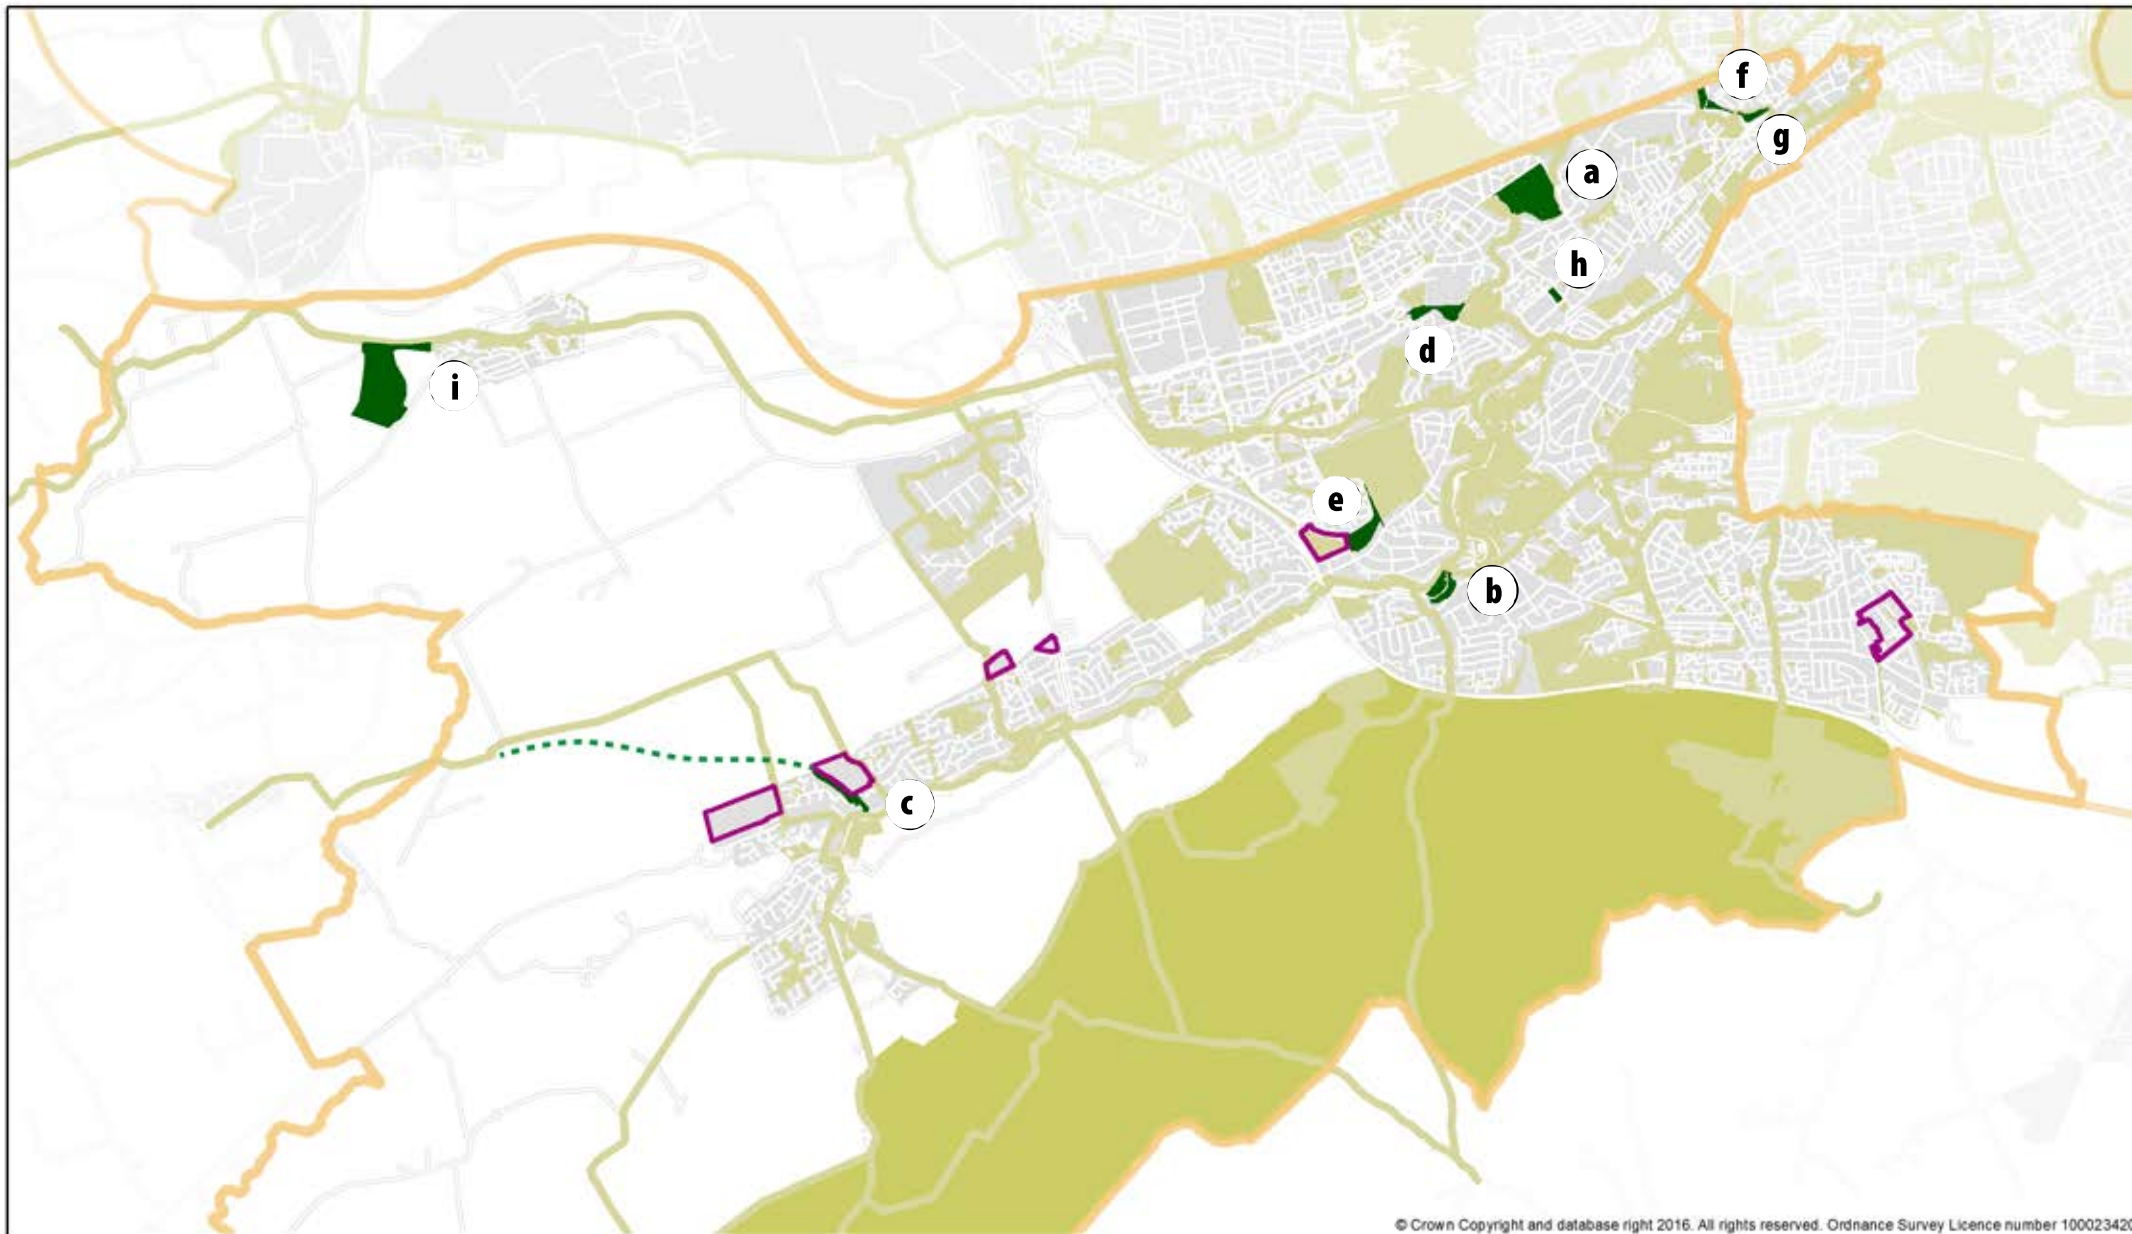 f
g
a
h
d
i
e
b
c
© Crown Copyright and database right 2016. All rights reserved. Ordnance Survey Licence number 100023420